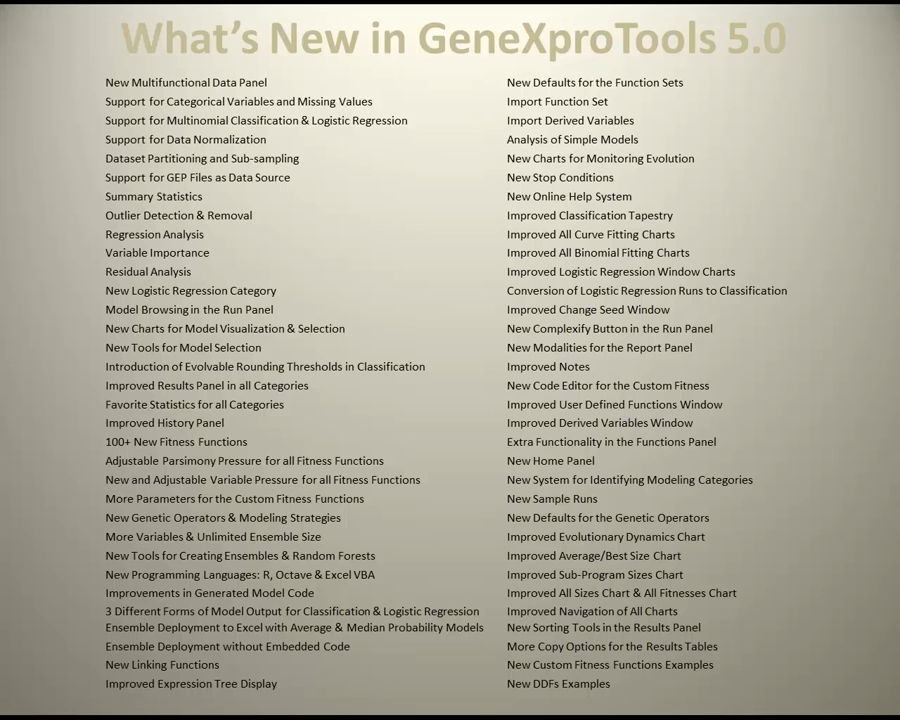 What's New in GeneXproTools 5.0
New Multifunctional Data Panel
Support for Categorical Variables and Missing Values
Support for Multinomial Classification & Logistic Regression
Support for Data Normalization
Dataset Partitioning and Sub-sampling
Support for GEP Files as Data Source
Summary Statistics
Outlier Detection & Removal
Regression Analysis
Variable Importance
Residual Analysis
New Logistic Regression Category
Model Browsing in the Run Panel
New Charts for Model Visualization & Selection
New Tools for Model Selection
Introduction of Evolvable Rounding Thresholds in Classification
Improved Results Panel in all Categories
Favorite Statistics for all Categories
Improved History Panel
100+ New Fitness Functions
Adjustable Parsimony Pressure for all Fitness Functions
New and Adjustable Variable Pressure for all Fitness Functions
More Parameters for the Custom Fitness Functions
New Genetic Operators & Modeling Strategies
More Variables & Unlimited Ensemble Size
New Tools for Creating Ensembles & Random Forests
New Programming Languages: R, Octave & Excel VBA
Improvements in Generated Model Code
3 Different Forms of Model Output for Classification & Logistic Regression
Ensemble Deployment to Excel with Average & Median Probability Models
Ensemble Deployment without Embedded Code
New Linking Functions
Improved Expression Tree Display
New Defaults for the Function Sets
Import Function Set
Import Derived Variables
Analysis of Simple Models
New Charts for Monitoring Evolution
New Stop Conditions
New Online Help System
Improved Classification Tapestry
Improved All Curve Fitting Charts
Improved All Binomial Fitting Charts
Improved Logistic Regression Window Charts
Conversion of Logistic Regression Runs to Classification
Improved Change Seed Window
New Complexify Button in the Run Panel
New Modalities for the Report Panel
Improved Notes
New Code Editor for the Custom Fitness
Improved User Defined Functions Window
Improved Derived Variables Window
Extra Functionality in the Functions Panel
New Home Panel
New System for Identifying Modeling Categories
New Sample Runs
New Defaults for the Genetic Operators
Improved Evolutionary Dynamics Chart
Improved Average/Best Size Chart
Improved Sub-Program Sizes Chart
Improved All Sizes Chart & All Fitnesses Chart
Improved Navigation of All Charts
New Sorting Tools in the Results Panel
More Copy Options for the Results Tables
New Custom Fitness Functions Examples
New DDFs Examples